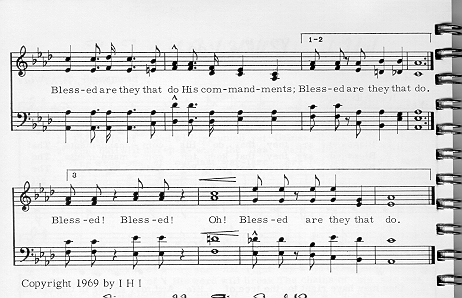 1-2
Bless-ed are they that do His com-mand-ments; Bless-ed are they that do.
3
Bless-ed! Bless-ed! Oh! Bless-ed are they that do.
Copyright 1969 by I H I